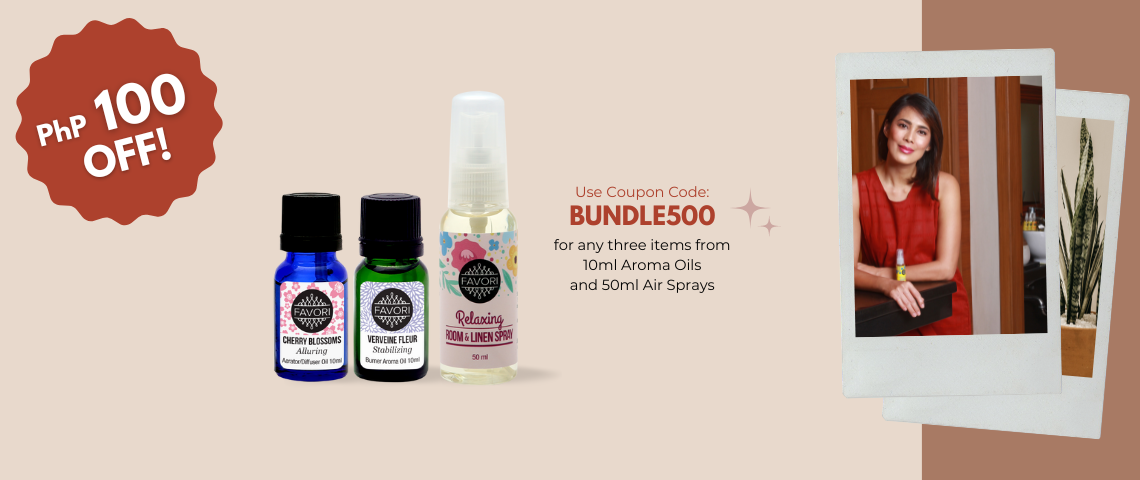 PhP 100
OFF!
FAVORI
CHERRY BLOSSOMS
Alluring
Aerator/Diffuser Oil 10ml
FAVORI
VERVEINE FLEUR
Stabilizing
Burner Aroma Oil 10ml
FAVORI
Relaxing
ROOM & LINEN SPRAY
50 ml
Use Coupon Code:
BUNDLE500
for any three items from
10ml Aroma Oils
and 50ml Air Sprays